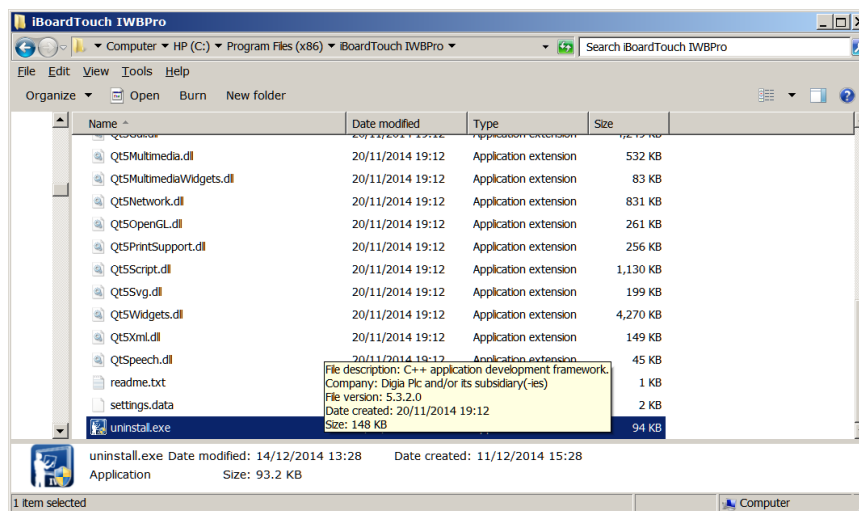 iBoardTouch IWBPro
Computer HP (C:) Program Files (x86) iBoardTouch IWBPro Search iBoardTouch IWBPro
File Edit View Tools Help
Organize Open Burn New folder
Name Date modified Type Size
Qt5Multimedia.dll 20/11/2014 19:12 Application extension 532 KB
Qt5MultimediaWidgets.dll 20/11/2014 19:12 Application extension 83 KB
Qt5Network.dll 20/11/2014 19:12 Application extension 831 KB
Qt5OpenGL.dll 20/11/2014 19:12 Application extension 261 KB
Qt5PrintSupport.dll 20/11/2014 19:12 Application extension 256 KB
Qt5Script.dll 20/11/2014 19:12 Application extension 1,130 KB
Qt5Svg.dll 20/11/2014 19:12 Application extension 199 KB
Qt5Widgets.dll 20/11/2014 19:12 Application extension 4,270 KB
Qt5Xml.dll 20/11/2014 19:12 Application extension 149 KB
QtSpeech.dll 20/11/2014 19:12 Application extension 45 KB
File description: C++ application development framework.
readme.txt Company: Digia Plc and/or its subsidiary(-ies) 1 KB
File version: 5.3.2.0
settings.data Date created: 20/11/2014 19:12 2 KB
uninstall.exe Size: 148 KB 94 KB
uninstall.exe Date modified: 14/12/2014 13:28 Date created: 11/12/2014 15:28
Application Size: 93.2 KB
1 item selected Computer